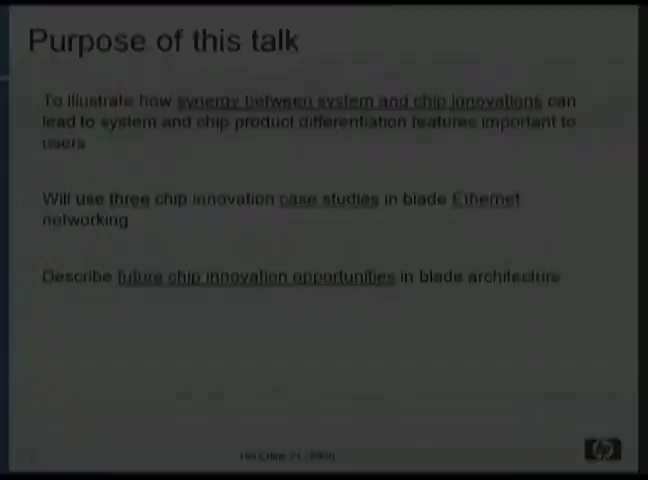 Purpose of this talk
To illustrate how synergy between system and chip innovations can
lead to system and chip product differentiation features important to
users
Will use three chip innovation case studies in blade Ethernet
networking
Describe future chip innovation opportunities in blade architecture
hp